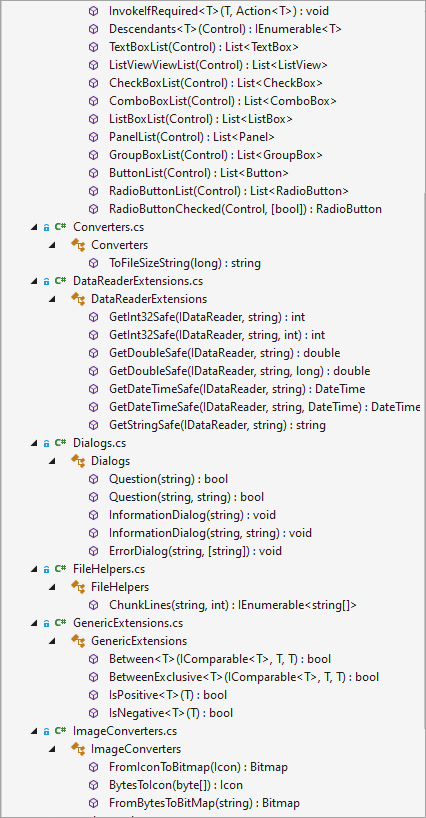 InvokeIfRequired<T>(T, Action<T>) : void
Descendants<T>(Control) : IEnumerable<T>
TextBoxList(Control) : List<TextBox>
ListViewViewList(Control) : List<ListView>
CheckBoxList(Control) : List<CheckBox>
ComboBoxList(Control) : List<ComboBox>
ListBoxList(Control) : List<ListBox>
PanelList(Control) : List<Panel>
GroupBoxList(Control) : List<GroupBox>
ButtonList(Control) : List<Button>
RadioButtonList(Control) : List<RadioButton>
RadioButtonChecked(Control, [bool]) : RadioButton
C# Converters.cs
Converters
ToFileSizeString(long) : string
C# DataReaderExtensions.cs
DataReaderExtensions
GetInt32Safe(IDataReader, string) : int
GetInt32Safe(IDataReader, string, int) : int
GetDoubleSafe(IDataReader, string) : double
GetDoubleSafe(IDataReader, string, long) : double
GetDateTimeSafe(IDataReader, string) : DateTime
GetDateTimeSafe(IDataReader, string, DateTime) : DateTime
GetStringSafe(IDataReader, string) : string
C# Dialogs.cs
Dialogs
Question(string) : bool
Question(string, string) : bool
InformationDialog(string) : void
InformationDialog(string, string) : void
ErrorDialog(string, [string]) : void
C# FileHelpers.cs
FileHelpers
ChunkLines(string, int) : IEnumerable<string[]>
C# GenericExtensions.cs
GenericExtensions
Between<T>(IComparable<T>, T, T) : bool
BetweenExclusive<T>(IComparable<T>, T, T) : bool
IsPositive<T>(T) : bool
IsNegative<T>(T) : bool
C# ImageConverters.cs
ImageConverters
FromIconToBitmap(Icon) : Bitmap
BytesToIcon(byte[]) : Icon
FromBytesToBitMap(string) : Bitmap